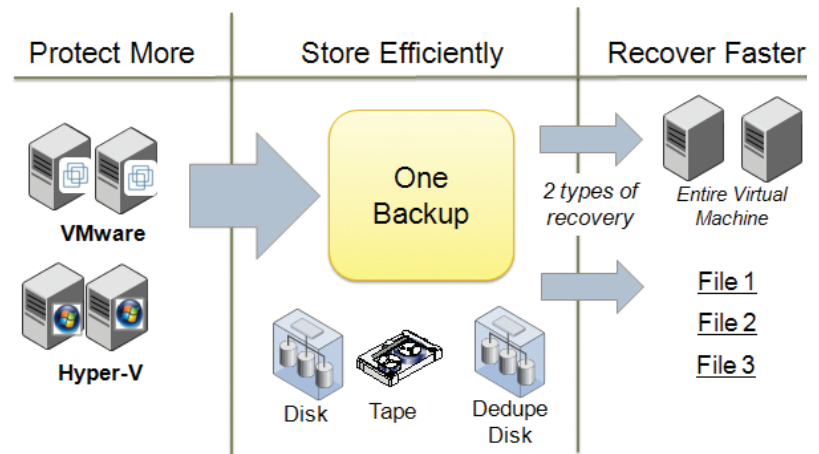 Protect More
Store Efficiently
Recover Faster
VMware
Hyper-V
One
Backup
Disk
Tape
Dedupe
Disk
2 types of
recovery
Entire Virtual
Machine
File 1
File 2
File 3